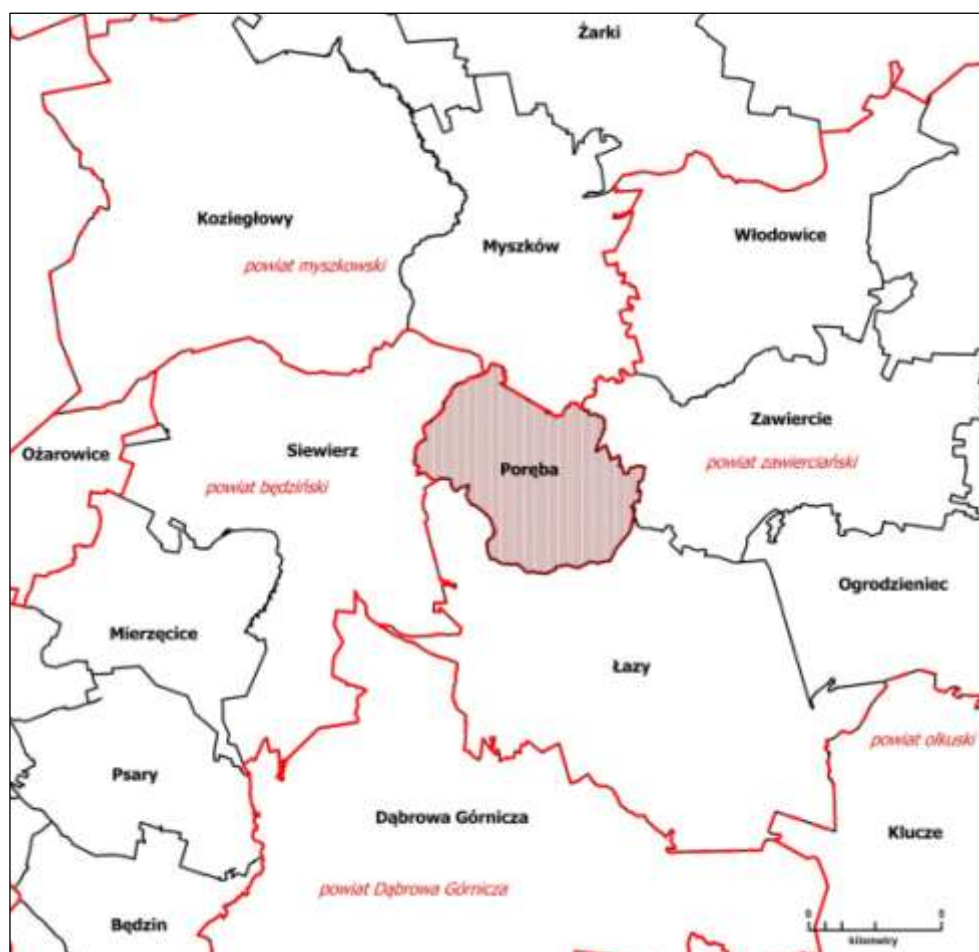 Żarki
Koziegłowy
powiat myszkowski
Myszków
Włodowice
Ożarowice
Siewierz
powiat będziński
Poręba
Zawiercie
powiat zawierciański
Ogrodzieniec
Mierzęcice
Łazy
powiat olkuski
Psary
Dąbrowa Górnicza
Klucze
powiat Dąbrowa Górnicza
Będzin
kilometry